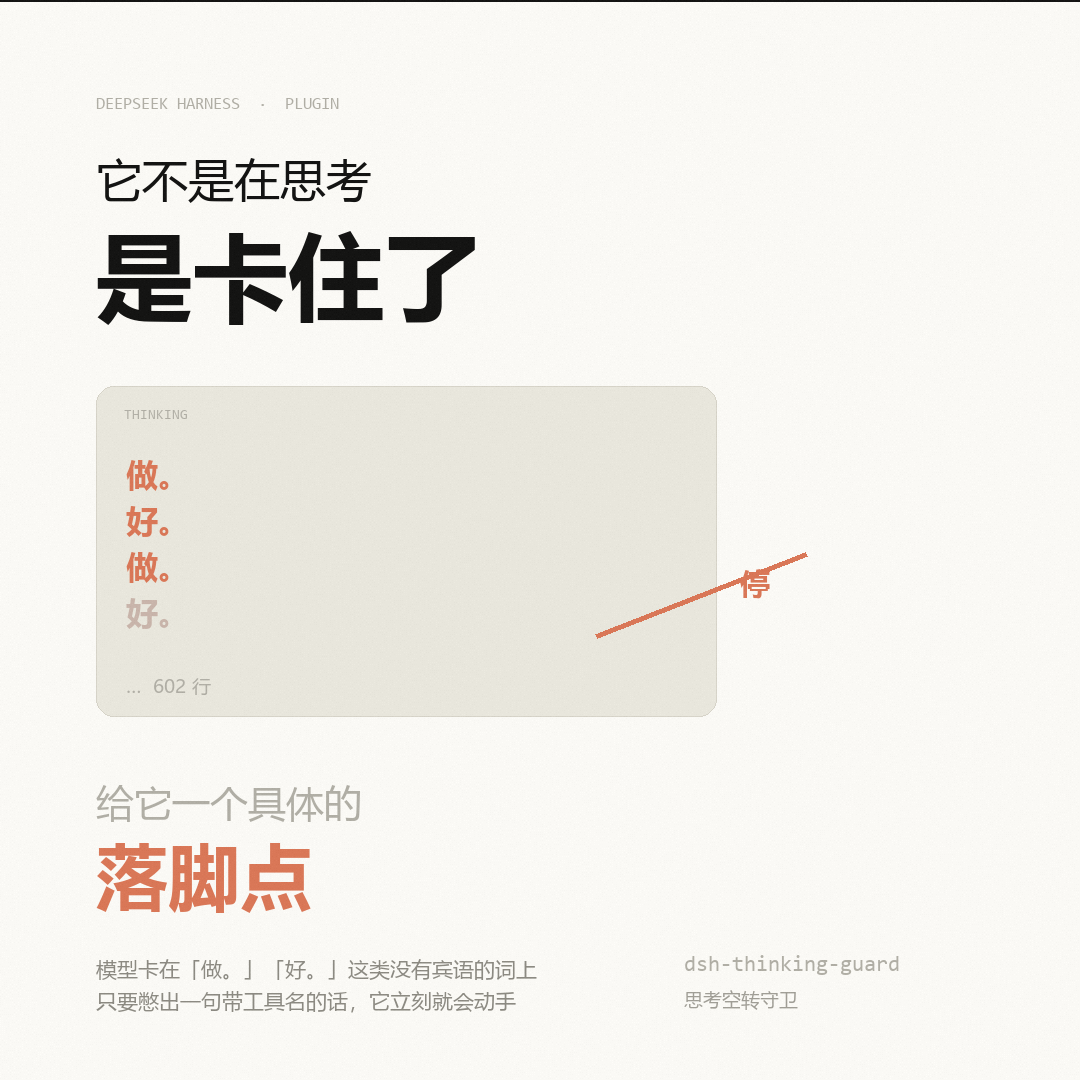 DEEPSEEK HARNESS · PLUGIN
它不是在思考
是卡住了
THINKING
做。
好。
做。
好。
停
… 602 行
给它一个具体的
落脚点
模型卡在「做。」「好。」这类没有宾语的词上
只要憋出一句带工具名的话，它立刻就会动手
dsh-thinking-guard
思考空转守卫